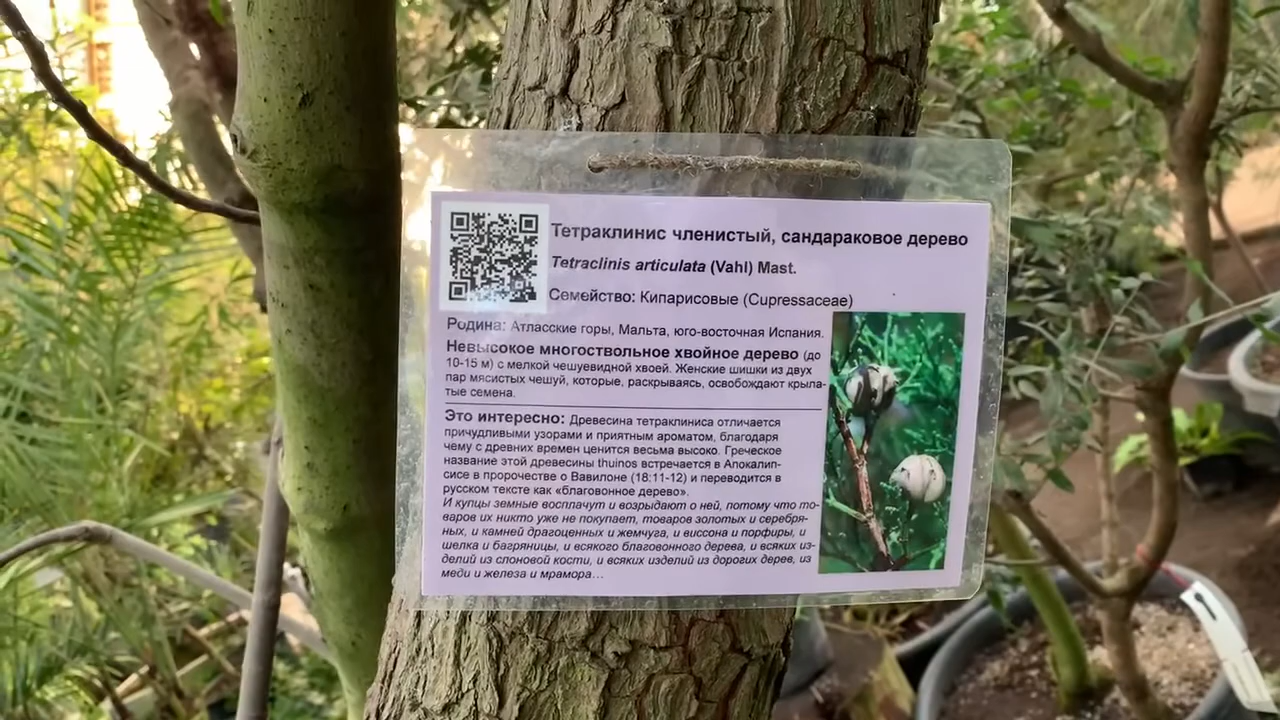 Тетраклинис членистый, сандараковое дерево
Tetraclinis articulata (Vahl) Mast.
Семейство: Кипарисовые (Cupressaceae)
Родина: Атласские горы, Мальта, юго-восточная Испания.
Невысокое многоствольное хвойное дерево (до
10-15 м) с мелкой чешуевидной хвоей. Женские шишки из двух
пар мясистых чешуй, которые, раскрываясь, освобождают крыла-
тые семена.
Это интересно: Древесина тетраклиниса отличается
причудливыми узорами и приятным ароматом, благодаря
чему с древних времен ценится весьма высоко. Греческое
название этой древесины thuinos встречается в Апокалип-
сисе в пророчестве о Вавилоне (18:11-12) и переводится в
русском тексте как «благовонное дерево».
И купцы земные восплачут и возрыдают о ней, потому что то-
варов их никто уже не покупает, товаров золотых и серебря-
ных, и камней драгоценных и жемчуга, и виссона и порфиры, и
шелка и багряницы, и всякого благовонного дерева, и всяких из-
делий из слоновой кости, и всяких изделий из дорогих дерев, из
меди и железа и мрамора…